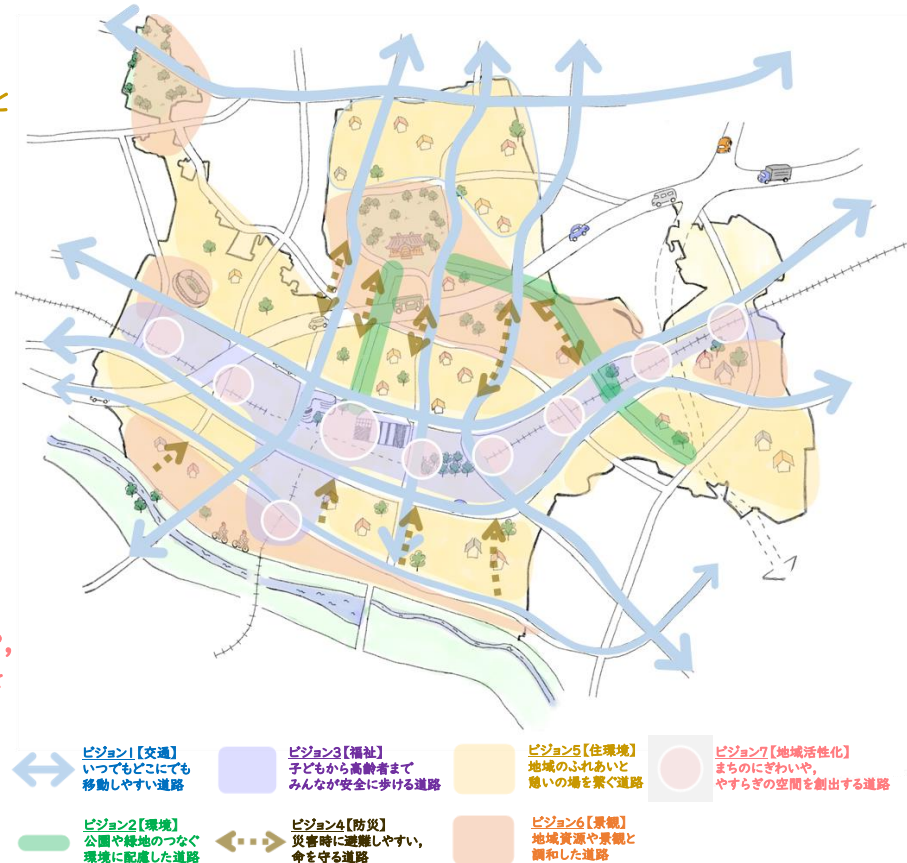 ビジョン1【交通】
いつでもどこにでも
移動しやすい道路
ビジョン3【福祉】
子どもから高齢者まで
みんなが安全に歩ける道路
ビジョン5【住環境】
地域のふれあいと
憩いの場を繋ぐ道路
ビジョン7【地域活性化】
まちのにぎわいや,
やすらぎの空間を創出する道路
ビジョン2【環境】
公園や緑地のつなぐ
環境に配慮した道路
ビジョン4【防災】
災害時に避難しやすい,
命を守る道路
ビジョン6【景観】
地域資源や景観と
調和した道路